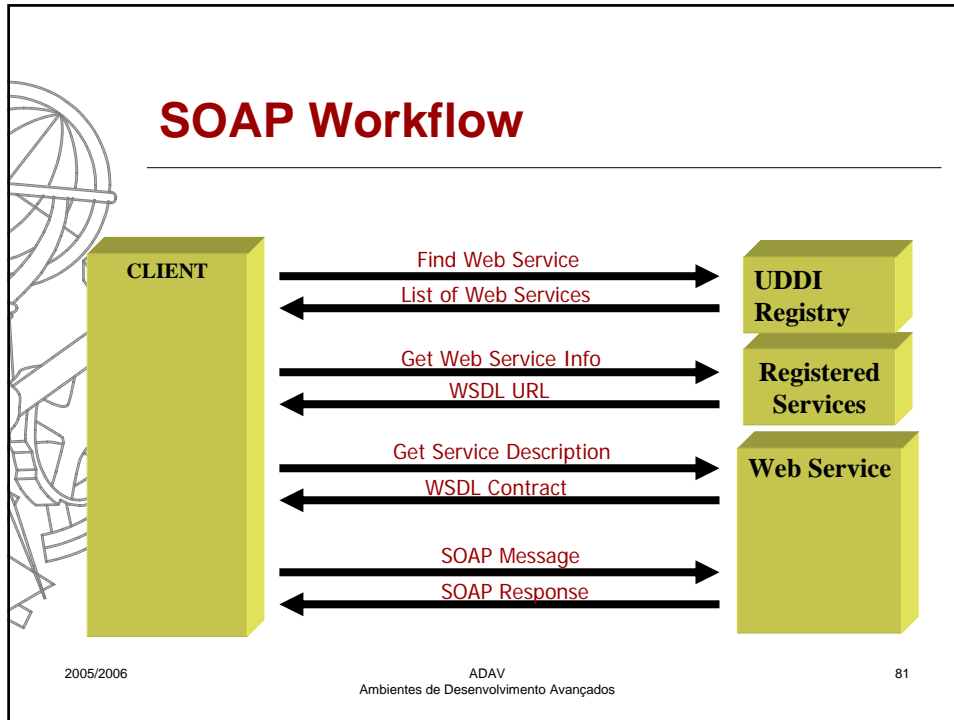 SOAP Workflow
CLIENT
Find Web Service
List of Web Services
UDDI
Registry
Get Web Service Info
WSDL URL
Registered
Services
Get Service Description
WSDL Contract
Web Service
SOAP Message
SOAP Response
2005/2006
ADAV
Ambientes de Desenvolvimento Avançados
81